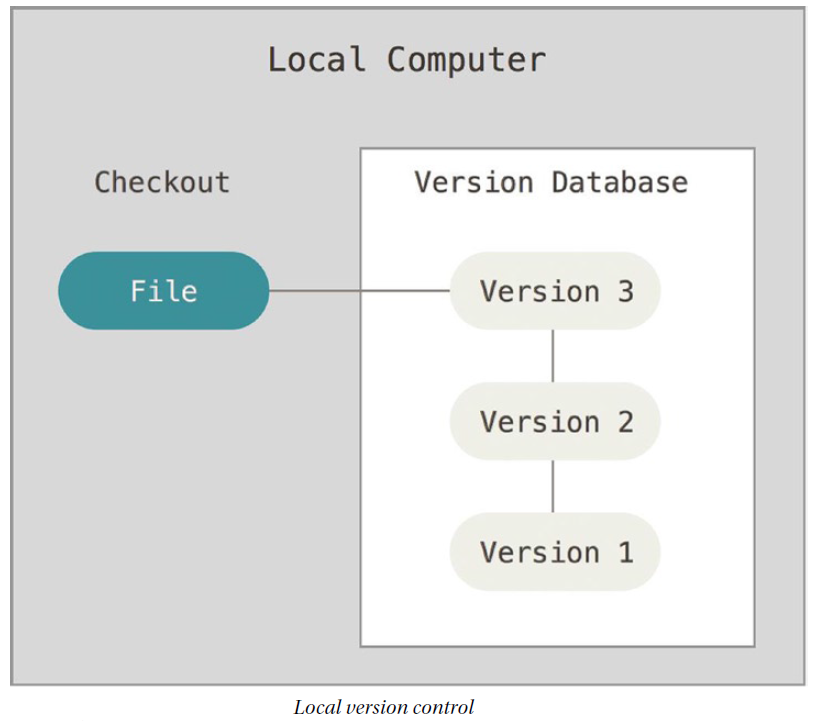 Local Computer
Checkout
Version Database
File
Version 3
Version 2
Version 1
Local version control